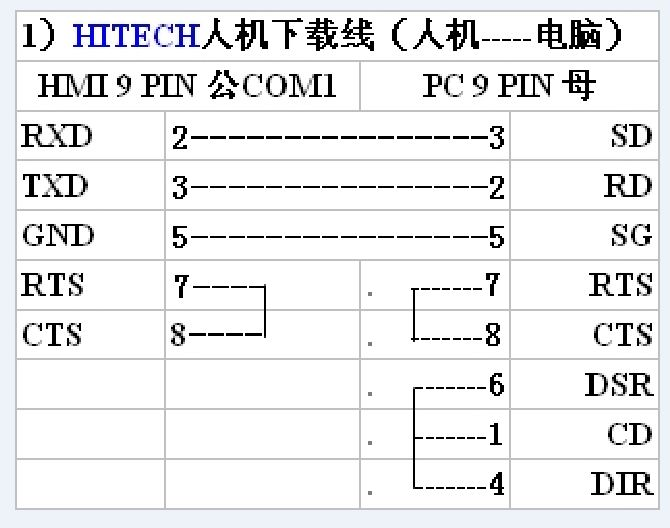 1）HITECH人机下载线（人机-----电脑）
HMI 9 PIN 公COM1 PC 9 PIN 母
RXD 2----------------3 SD
TXD 3----------------2 RD
GND 5----------------5 SG
RTS 7---- . -------7 RTS
CTS 8---- . -------8 CTS
. -------6 DSR
. -------1 CD
. -------4 DIR